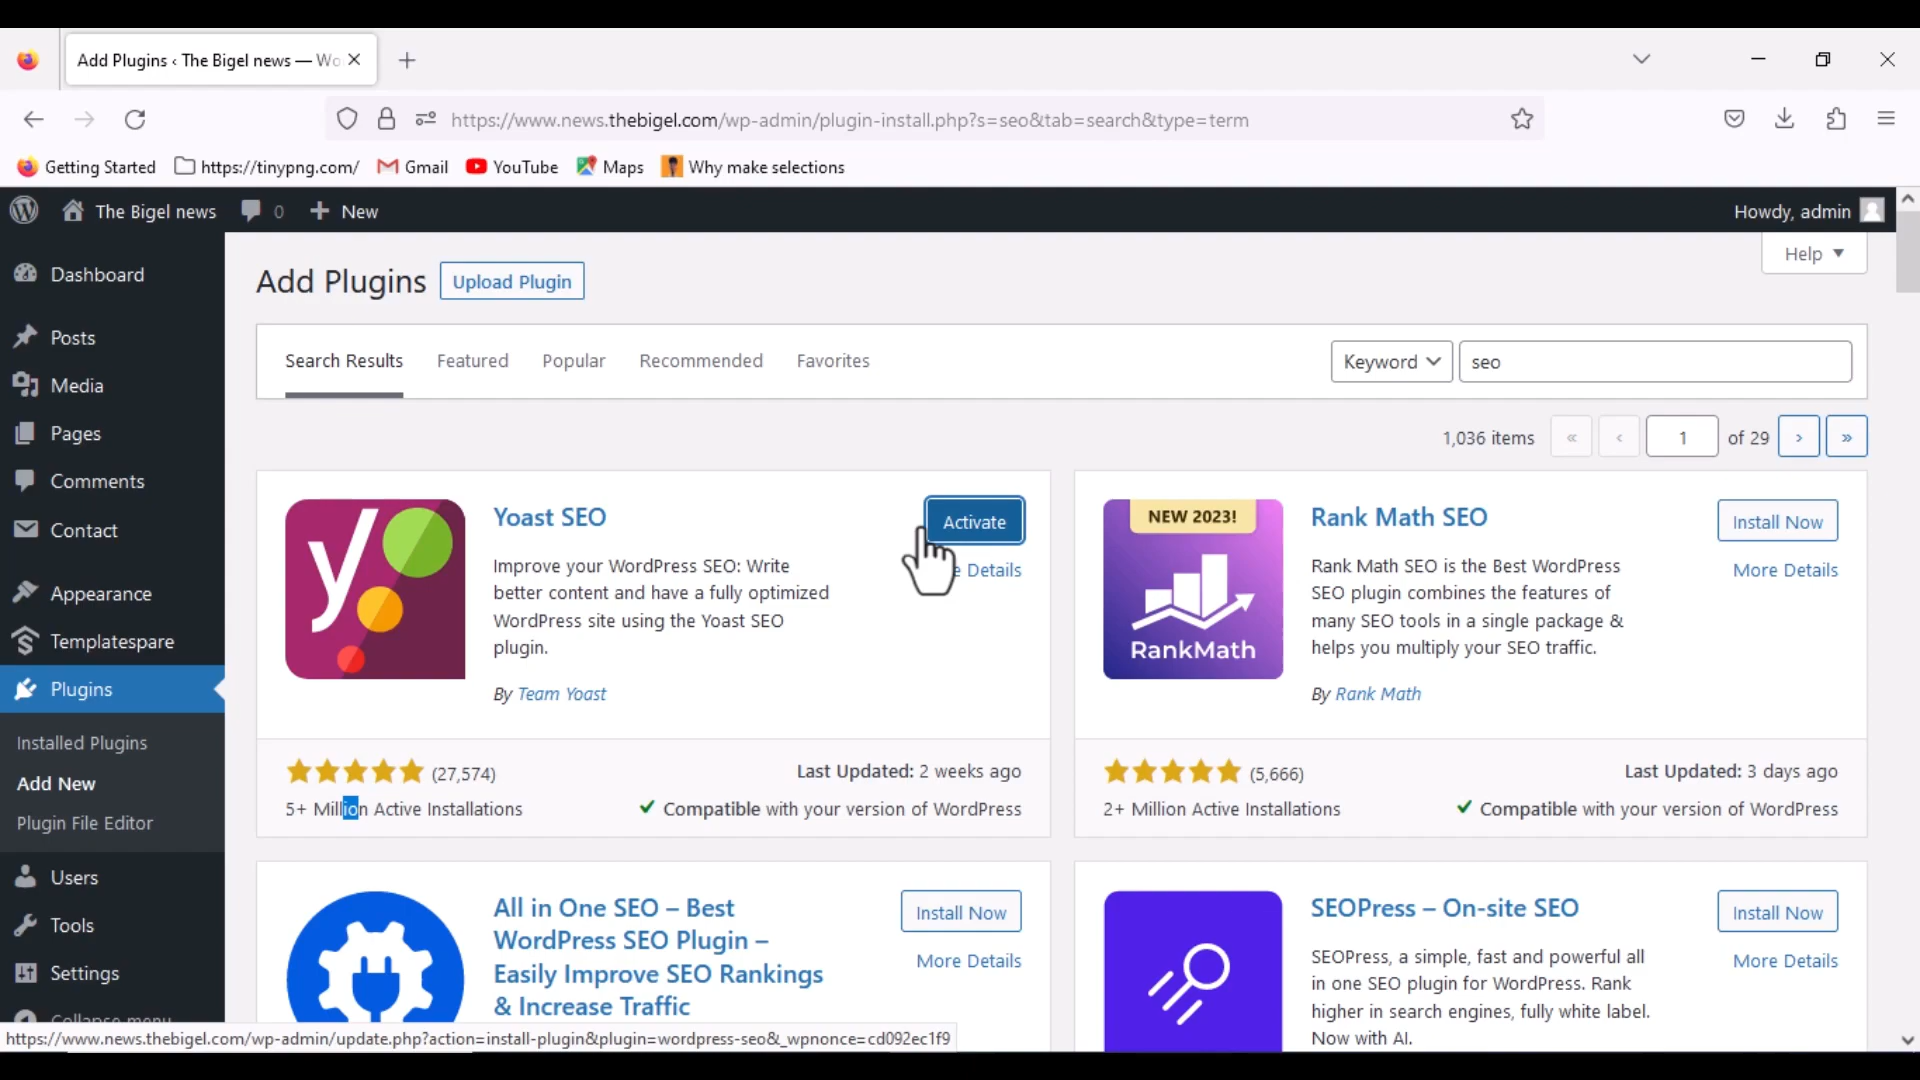 Add Plugins ‹ The Bigel news — Wo
https://www.news.thebigel.com/wp-admin/plugin-install.php?s=seo&tab=search&type=term
Getting Started
https://tinypng.com/
Gmail
YouTube
Maps
Why make selections
The Bigel news
0
New
Howdy, admin
Help
Dashboard
Posts
Media
Pages
Comments
Contact
Appearance
Templatespare
Plugins
Installed Plugins
Add New
Plugin File Editor
Users
Tools
Settings
Collapse menu
Add Plugins
Upload Plugin
Search Results
Featured
Popular
Recommended
Favorites
Keyword
seo
1,036 items
«
‹
1
of 29
›
»
y
Yoast SEO
Activate
e Details
Improve your WordPress SEO: Write
better content and have a fully optimized
WordPress site using the Yoast SEO
plugin.
By Team Yoast
(27,574)
5+ Million Active Installations
Last Updated: 2 weeks ago
Compatible with your version of WordPress
NEW 2023!
RankMath
Rank Math SEO
Install Now
More Details
Rank Math SEO is the Best WordPress
SEO plugin combines the features of
many SEO tools in a single package &
helps you multiply your SEO traffic.
By Rank Math
(5,666)
2+ Million Active Installations
Last Updated: 3 days ago
Compatible with your version of WordPress
All in One SEO – Best
WordPress SEO Plugin –
Easily Improve SEO Rankings
& Increase Traffic
Install Now
More Details
SEOPress – On-site SEO
Install Now
More Details
SEOPress, a simple, fast and powerful all
in one SEO plugin for WordPress. Rank
higher in search engines, fully white label.
Now with AI.
https://www.news.thebigel.com/wp-admin/update.php?action=install-plugin&plugin=wordpress-seo&_wpnonce=cd092ec1f9